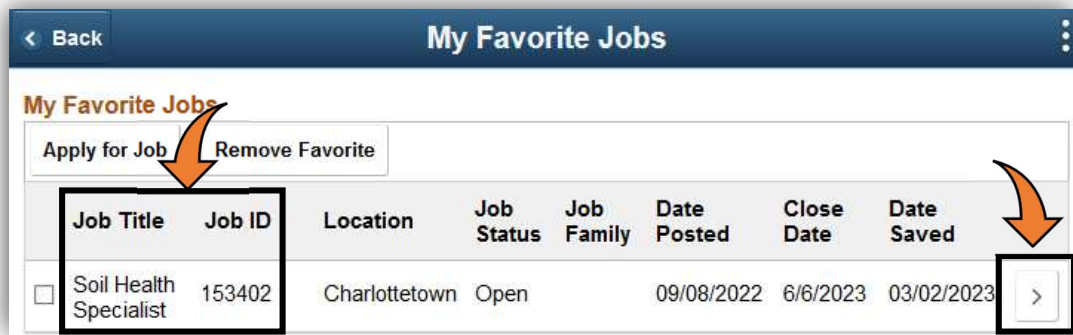 Back
My Favorite Jobs
My Favorite Jobs
Apply for Job Remove Favorite
Job Title Job ID Location Job Status Job Family Date Posted Close Date Date Saved
Soil Health Specialist 153402 Charlottetown Open 09/08/2022 6/6/2023 03/02/2023